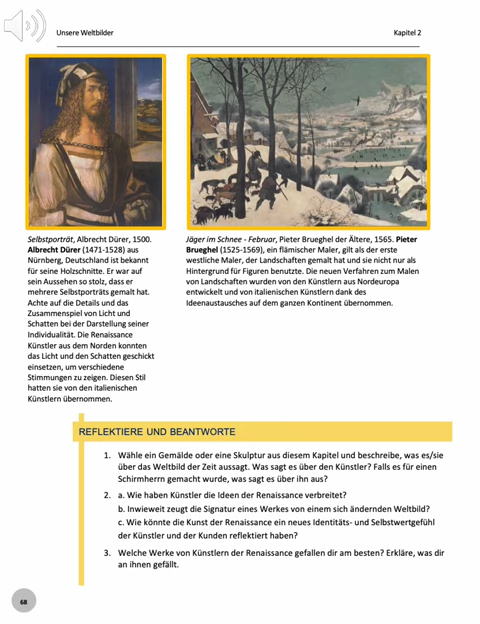 Unsere Weltbilder
Kapitel 2
Selbstporträt, Albrecht Dürer, 1500.
Albrecht Dürer (1471-1528) aus
Nürnberg, Deutschland ist bekannt
für seine Holzschnitte. Er war auf
sein Aussehen so stolz, dass er
mehrere Selbstporträts gemalt hat.
Achte auf die Details und das
Zusammenspiel von Licht und
Schatten bei der Darstellung seiner
Individualität. Die Renaissance
Künstler aus dem Norden konnten
das Licht und den Schatten geschickt
einsetzen, um verschiedene
Stimmungen zu zeigen. Diesen Stil
hatten sie von den italienischen
Künstlern übernommen.
Jäger im Schnee - Februar, Pieter Brueghel der Ältere, 1565. Pieter
Brueghel (1525-1569), ein flämischer Maler, gilt als der erste
westliche Maler, der Landschaften gemalt hat und sie nicht nur als
Hintergrund für Figuren benutzte. Die neuen Verfahren zum Malen
von Landschaften wurden von den Künstlern aus Nordeuropa
entwickelt und von italienischen Künstlern dank des
Ideenaustausches auf dem ganzen Kontinent übernommen.
REFLEKTIERE UND BEANTWORTE
1. Wähle ein Gemälde oder eine Skulptur aus diesem Kapitel und beschreibe, was es/sie
über das Weltbild der Zeit aussagt. Was sagt es über den Künstler? Falls es für einen
Schirmherrn gemacht wurde, was sagt es über ihn aus?
2. a. Wie haben Künstler die Ideen der Renaissance verbreitet?
b. Inwieweit zeugt die Signatur eines Werkes von einem sich ändernden Weltbild?
c. Wie könnte die Kunst der Renaissance ein neues Identitäts- und Selbstwertgefühl
der Künstler und der Kunden reflektiert haben?
3. Welche Werke von Künstlern der Renaissance gefallen dir am besten? Erkläre, was dir
an ihnen gefällt.
68